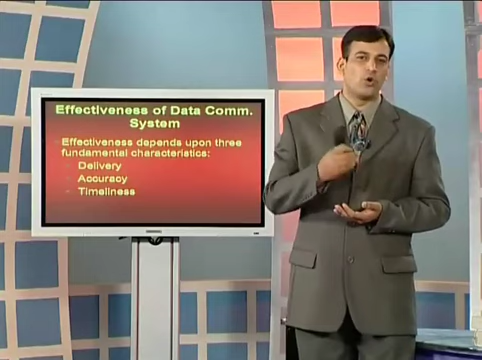 Effectiveness of Data Comm.
System
Effectiveness depends upon three
fundamental characteristics:
– Delivery
– Accuracy
– Timeliness